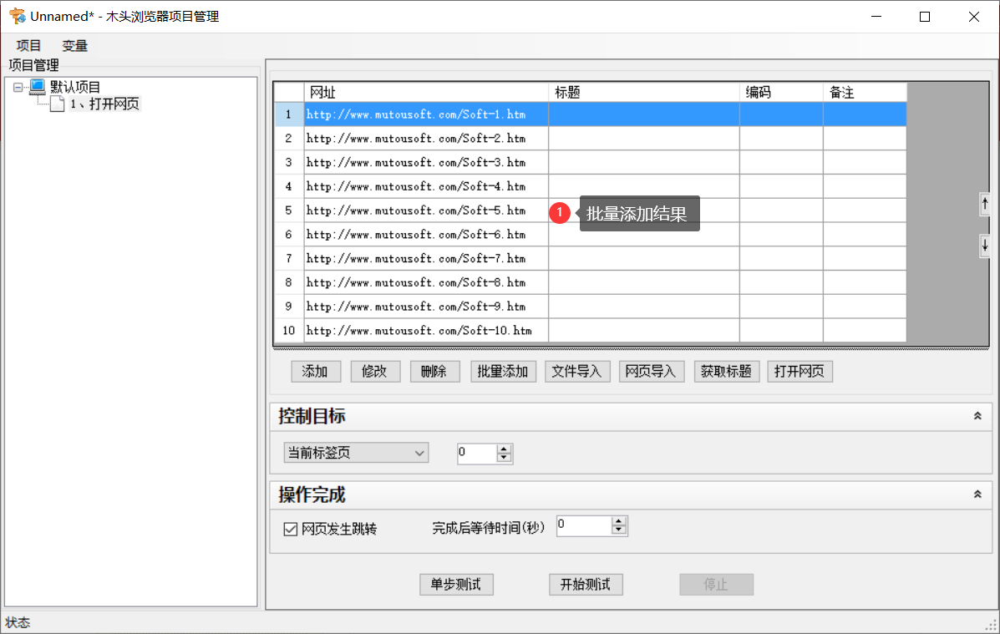 Unnamed* - 木头浏览器项目管理
项目 变量
项目管理
默认项目
1、打开网页
网址 标题 编码 备注
1 http://www.mutousoft.com/Soft-1.htm
2 http://www.mutousoft.com/Soft-2.htm
3 http://www.mutousoft.com/Soft-3.htm
4 http://www.mutousoft.com/Soft-4.htm
5 http://www.mutousoft.com/Soft-5.htm
1 批量添加结果
6 http://www.mutousoft.com/Soft-6.htm
7 http://www.mutousoft.com/Soft-7.htm
8 http://www.mutousoft.com/Soft-8.htm
9 http://www.mutousoft.com/Soft-9.htm
10 http://www.mutousoft.com/Soft-10.htm
添加 修改 删除 批量添加 文件导入 网页导入 获取标题 打开网页
控制目标
当前标签页 0
操作完成
网页发生跳转 完成后等待时间(秒) 0
单步测试 开始测试 停止
状态